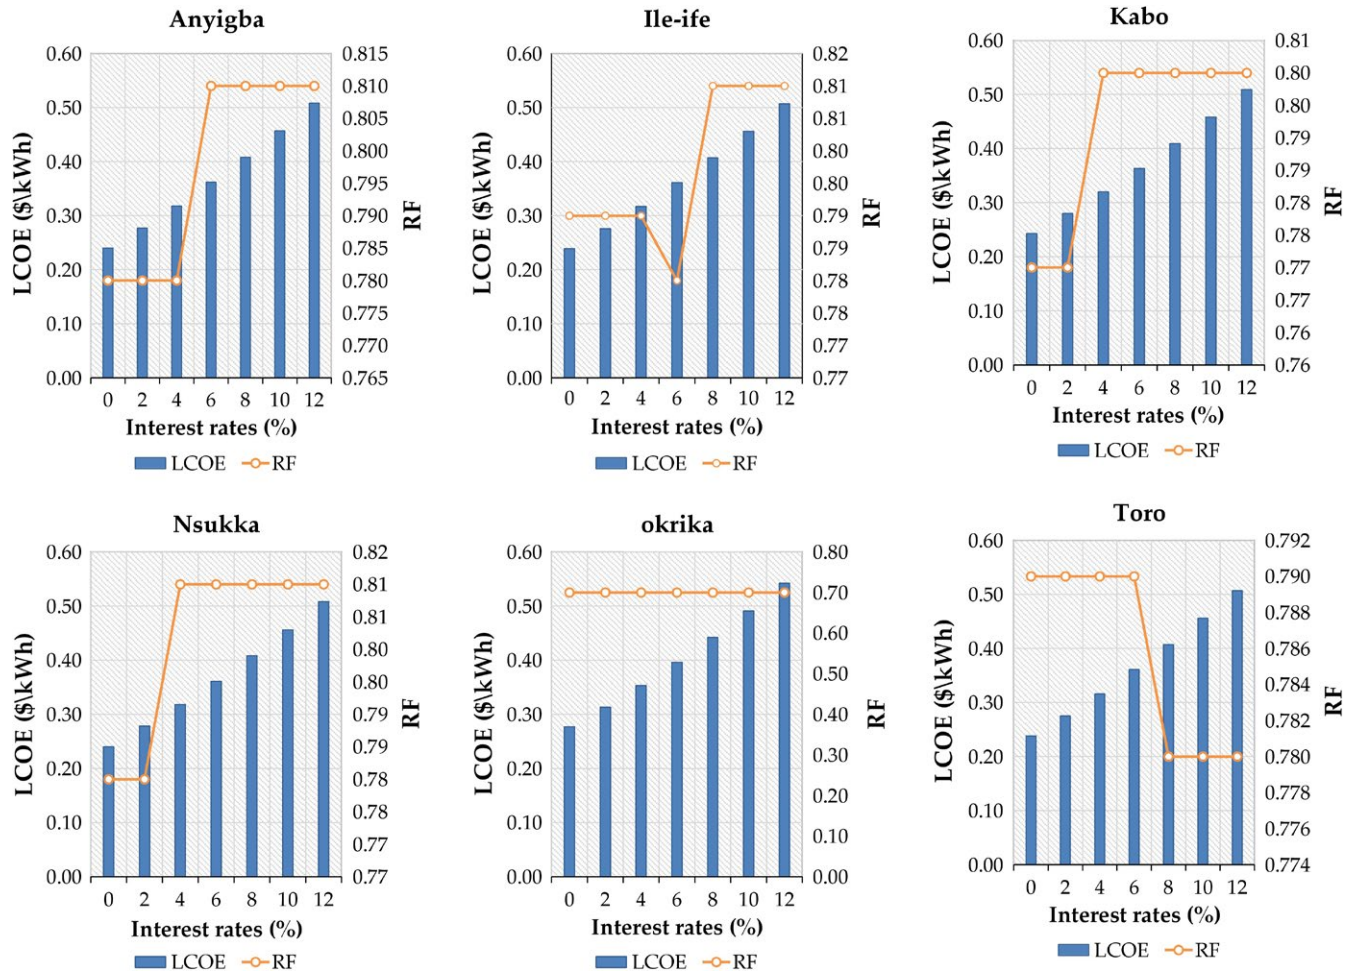 Anyigba
0.60 0.815
0.50 0.810
0.805
0.40 0.800
0.30 0.795
0.790
0.20 0.785
0.780
0.10 0.775
0.770
0.00 0.765
LCOE ($\kWh)
RF
0 2 4 6 8 10 12
Interest rates (%)
LCOE RF
Ile-ife
0.60 0.82
0.50 0.81
0.81
0.40 0.80
0.30 0.80
0.79
0.20 0.79
0.78
0.10 0.78
0.77
0.00 0.77
LCOE ($\kWh)
RF
0 2 4 6 8 10 12
Interest rates (%)
LCOE RF
Kabo
0.60 0.81
0.50 0.80
0.80
0.40 0.79
0.30 0.79
0.78
0.20 0.78
0.77
0.10 0.77
0.76
0.00 0.76
LCOE ($\kWh)
RF
0 2 4 6 8 10 12
Interest rates (%)
LCOE RF
Nsukka
0.60 0.82
0.50 0.81
0.81
0.40 0.80
0.30 0.80
0.79
0.20 0.79
0.78
0.10 0.78
0.77
0.00 0.77
LCOE ($\kWh)
RF
0 2 4 6 8 10 12
Interest rates (%)
LCOE RF
okrika
0.60 0.80
0.50 0.70
0.60
0.40 0.50
0.30 0.40
0.20 0.30
0.20
0.10 0.10
0.00 0.00
LCOE ($\kWh)
RF
0 2 4 6 8 10 12
Interest rates (%)
LCOE RF
Toro
0.60 0.792
0.50 0.790
0.788
0.40 0.786
0.30 0.784
0.20 0.782
0.780
0.10 0.778
0.776
0.00 0.774
LCOE ($\kWh)
RF
0 2 4 6 8 10 12
Interest rates (%)
LCOE RF